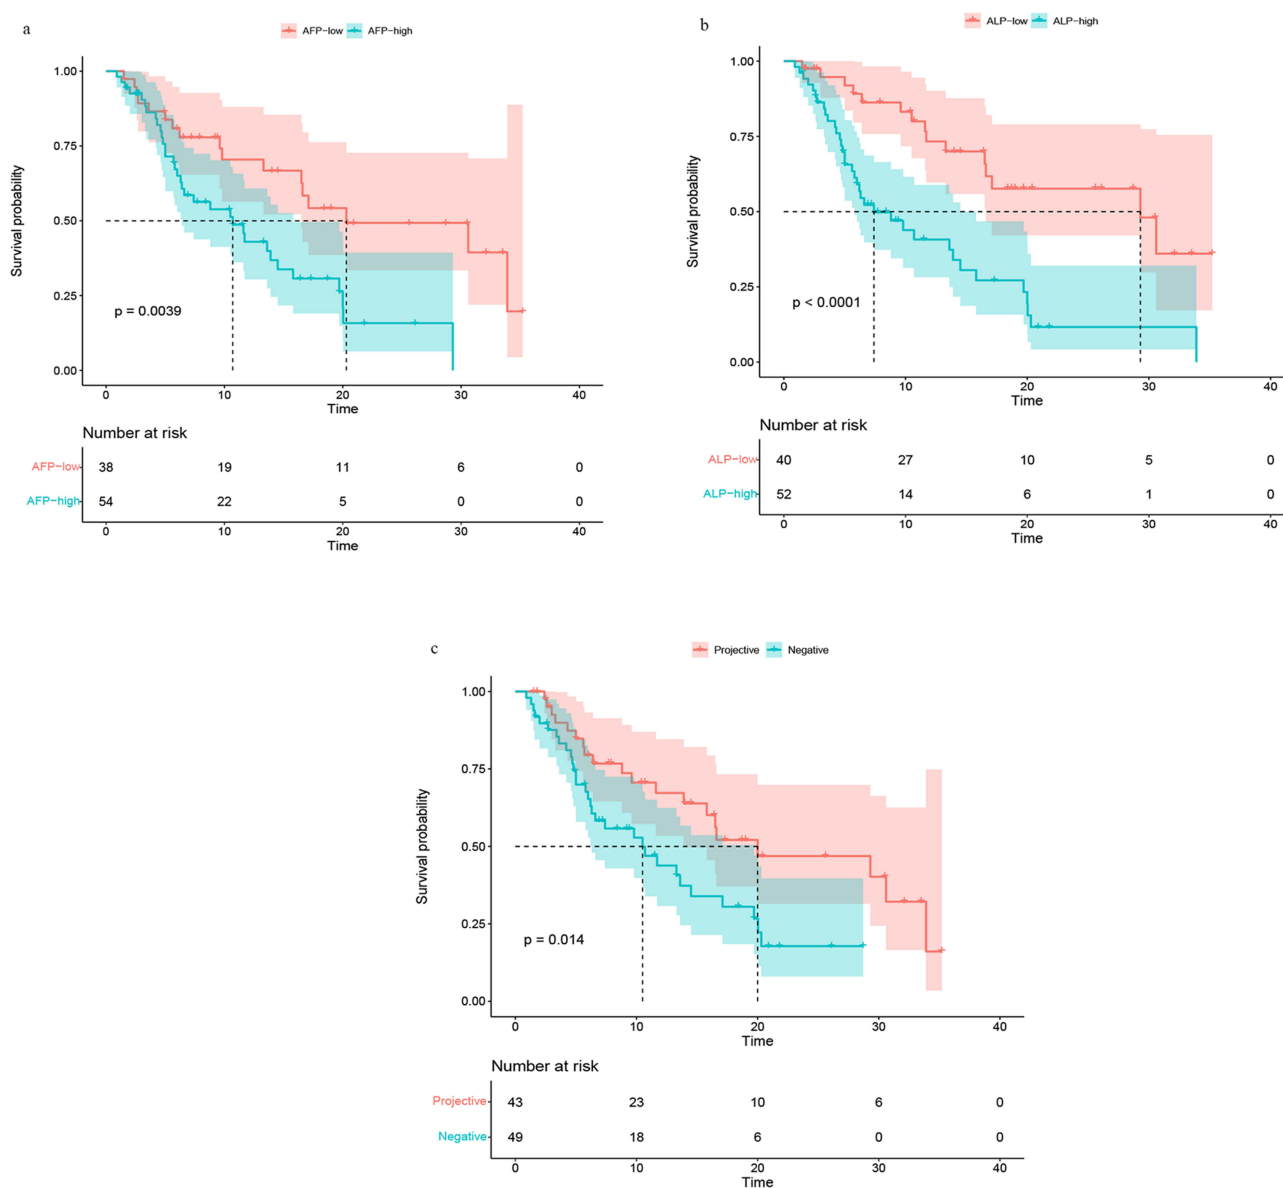 a
AFP-low AFP-high
1.00
0.75
0.50
0.25
0.00
Survival probability
p = 0.0039
0 10 20 30 40
Time
Number at risk
AFP-low 38 19 11 6 0
AFP-high 54 22 5 0 0
0 10 20 30 40
Time
b
ALP-low ALP-high
1.00
0.75
0.50
0.25
0.00
Survival probability
p < 0.0001
0 10 20 30 40
Time
ALP-low 40 27 10 5 0
ALP-high 52 14 6 1 0
0 10 20 30 40
Time
c
Projective Negative
1.00
0.75
0.50
0.25
0.00
Survival probability
p = 0.014
0 10 20 30 40
Time
Number at risk
Projective 43 23 10 6 0
Negative 49 18 6 0 0
0 10 20 30 40
Time